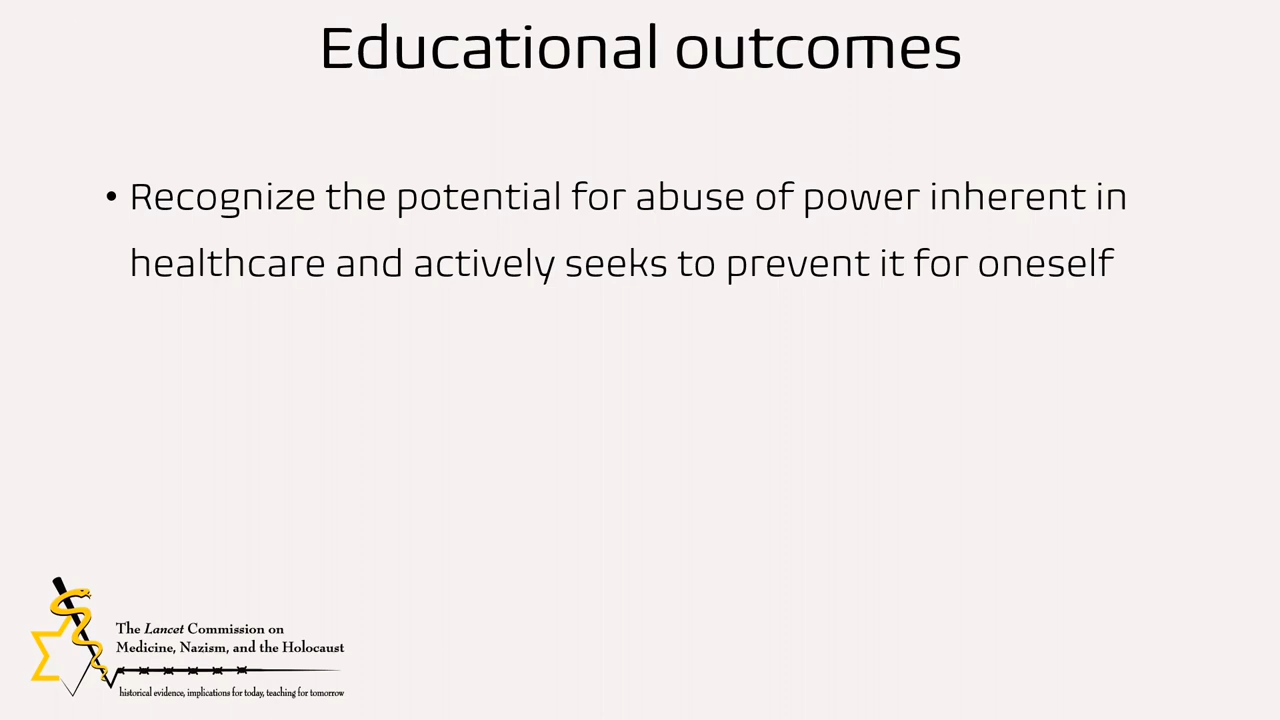 Educational outcomes
• Recognize the potential for abuse of power inherent in
healthcare and actively seeks to prevent it for oneself
The Lancet Commission on
Medicine, Nazism, and the Holocaust
historical evidence, implications for today, teaching for tomorrow